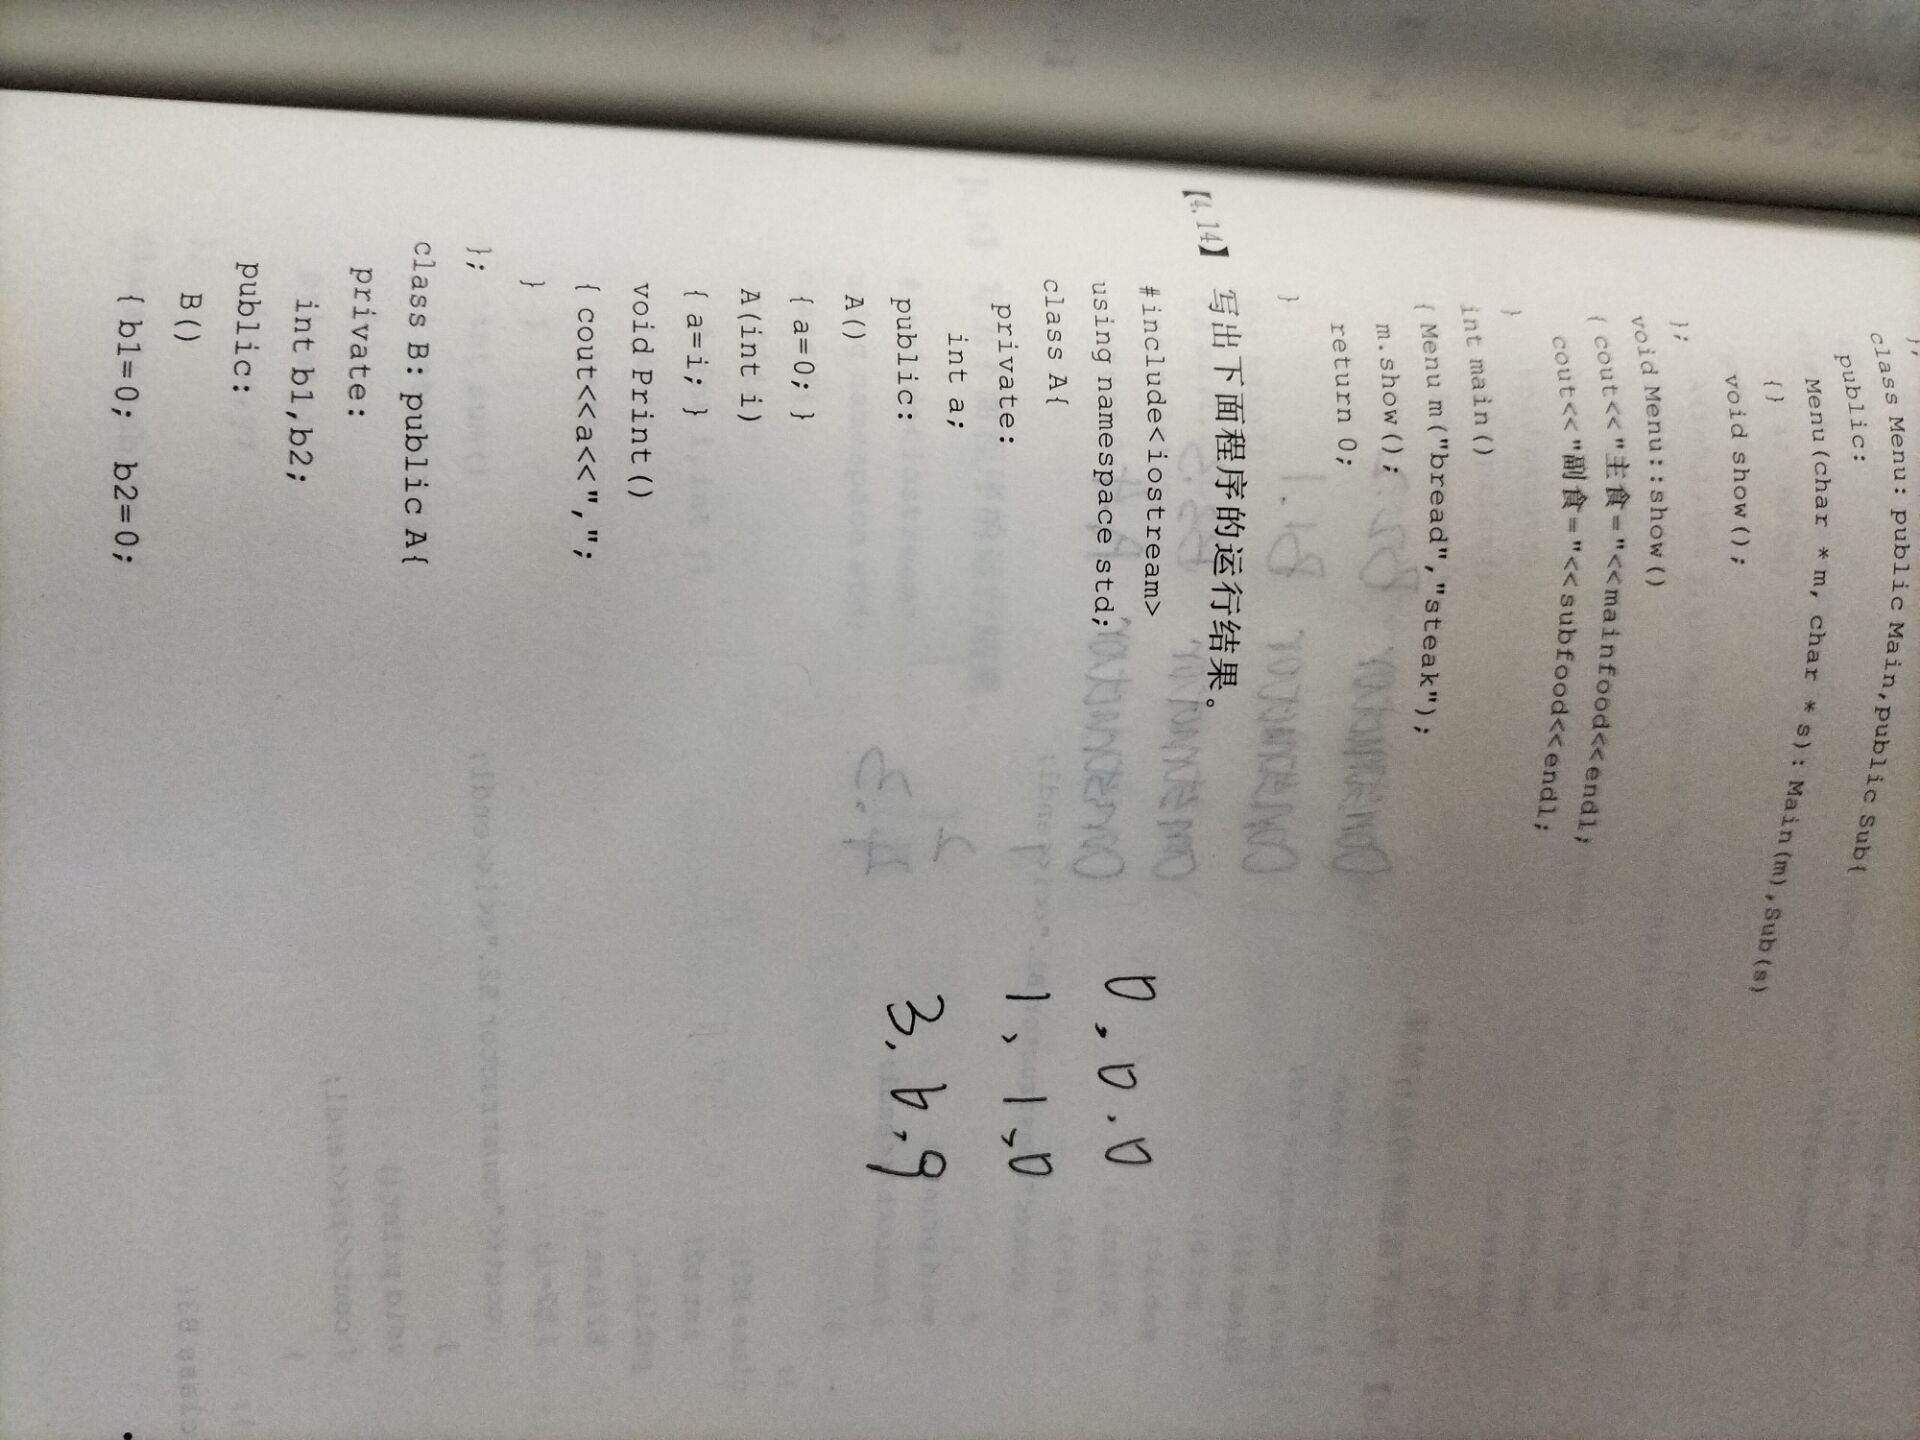 };
class Menu: public Main,public Sub{
public:
Menu(char *m, char *s): Main(m),Sub(s)
{}
void show();
};
void Menu::show()
{ cout<<"主食="<<mainfood<<endl;
cout<<"副食="<<subfood<<endl;
}
int main()
{ Menu m("bread","steak");
m.show();
return 0;
}
【4.14】 写出下面程序的运行结果。
#include<iostream>
using namespace std;
class A{
private:
int a;
public:
A()
{ a=0; }
A(int i)
{ a=i; }
void Print()
{ cout<<a<<",";
}
};
class B: public A{
private:
int b1,b2;
public:
B()
{ b1=0; b2=0;
0,0.0
1,1,0
3,6,9